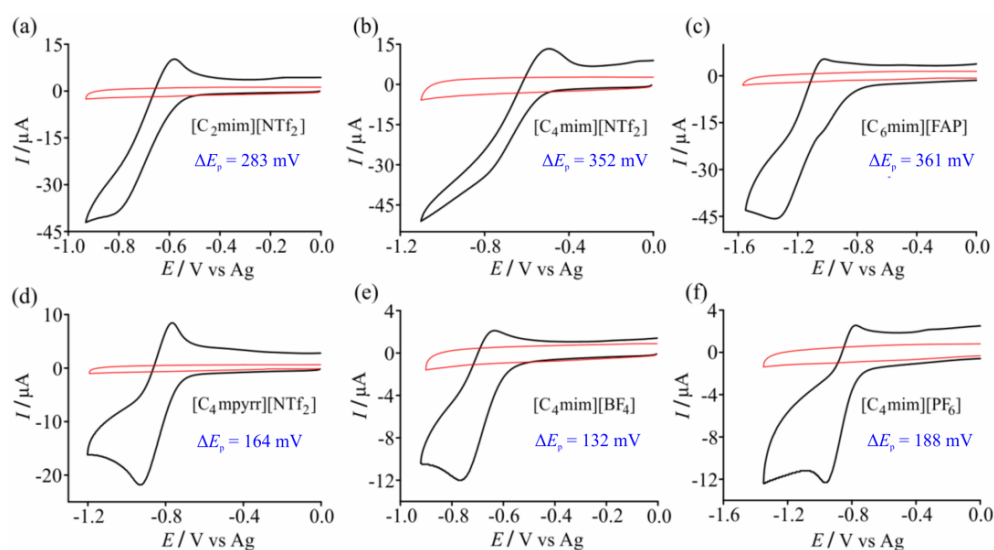 (a)
15
0
-15
-30
-45
I / μA
[C₂mim][NTf₂]
ΔEₚ = 283 mV
-1.0 -0.8 -0.6 -0.4 -0.2 0.0
E / V vs Ag
(b)
15
0
-15
-30
-45
I / μA
[C₄mim][NTf₂]
ΔEₚ = 352 mV
-1.2 -0.8 -0.4 0.0
E / V vs Ag
(c)
15
0
-15
-30
-45
I / μA
[C₆mim][FAP]
ΔEₚ = 361 mV
-1.6 -1.2 -0.8 -0.4 0.0
E / V vs Ag
(d)
10
0
-10
-20
I / μA
[C₄mpyrr][NTf₂]
ΔEₚ = 164 mV
-1.2 -0.8 -0.4 0.0
E / V vs Ag
(e)
4
0
-4
-8
-12
I / μA
[C₄mim][BF₄]
ΔEₚ = 132 mV
-1.0 -0.8 -0.6 -0.4 -0.2 0.0
E / V vs Ag
(f)
4
0
-4
-8
-12
I / μA
[C₄mim][PF₆]
ΔEₚ = 188 mV
-1.6 -1.2 -0.8 -0.4 0.0
E / V vs Ag